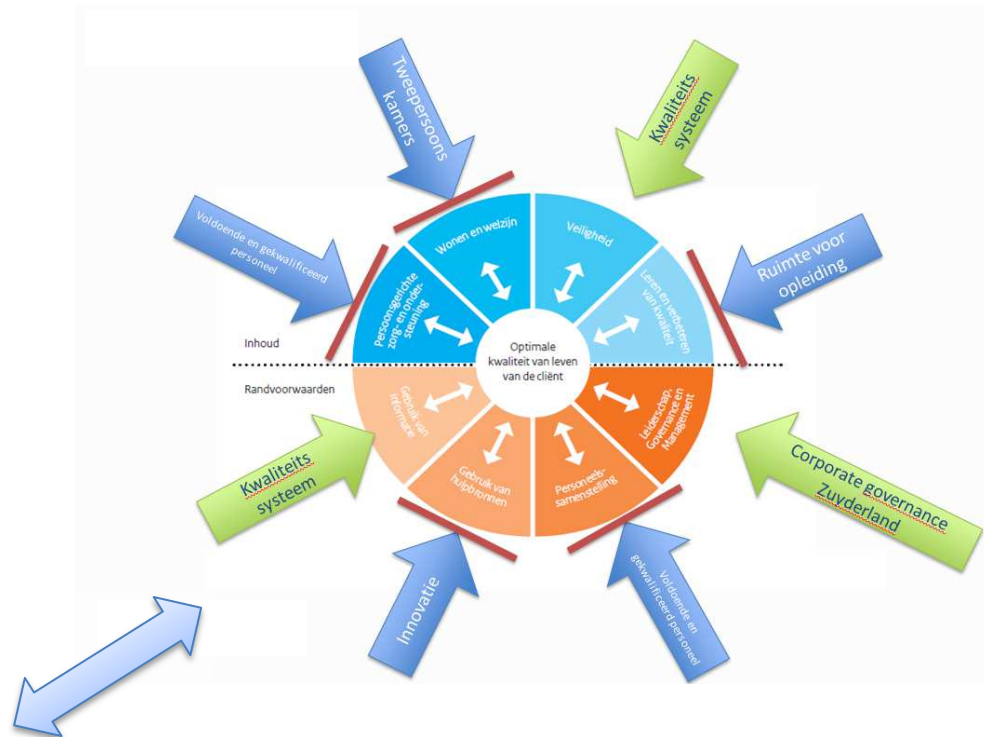 Tweepersoons
kamers
Kwaliteits
systeem
Voldoende en gekwalificeerd
personeel
Ruimte voor
opleiding
Wonen en welzijn
Veiligheid
Persoonsgerichte
zorg- en onder-
steuning
Leren en verbeteren
van kwaliteit
Inhoud
Optimale
kwaliteit van leven
van de cliënt
Randvoorwaarden
Gebruik van
informatie
Leiderschap,
Governance en
Management
Gebruik van
hulpbronnen
Personeels-
samenstelling
Kwaliteits
systeem
Corporate governance
Zuyderland
Innovatie
Voldoende en
gekwalificeerd personeel